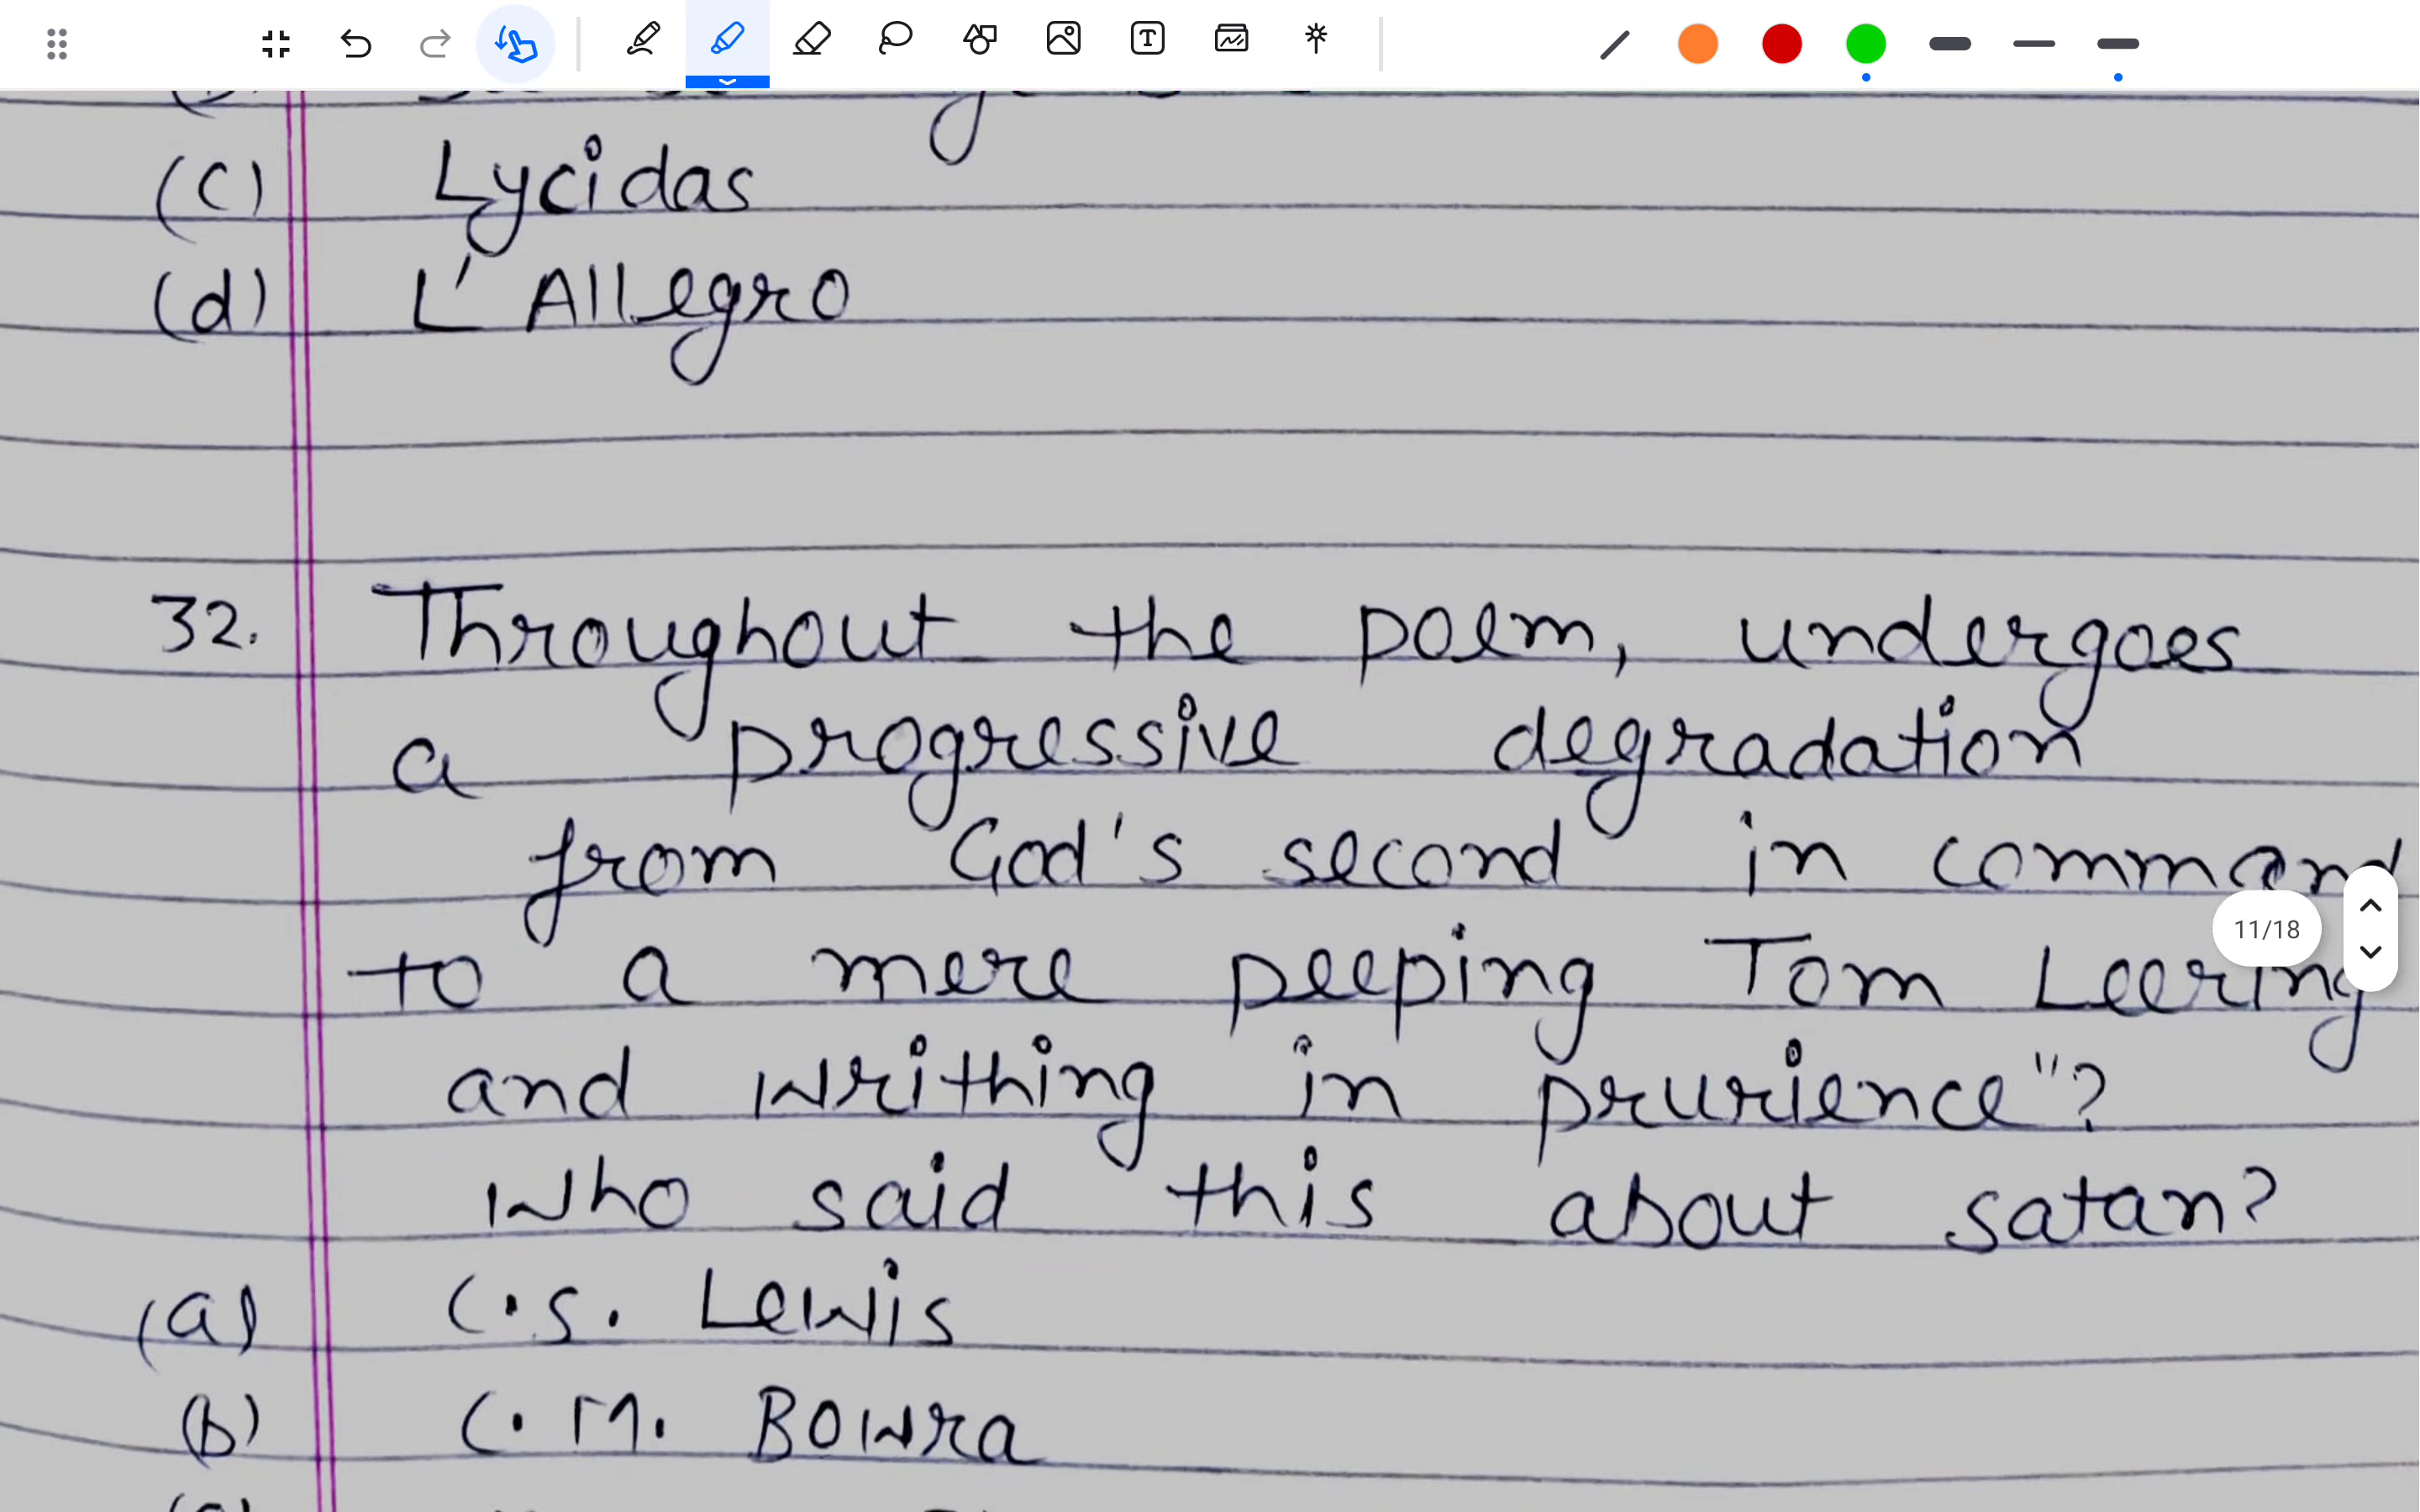 (c) Lycidas
(d) L'Allegro
32. Throughout the poem, undergoes
a progressive degradation
from God's second in command
to a mere peeping Tom Leering
and writhing in prurience"?
who said this about satan?
(a) C.S. Lewis
(b) C.M. Bowra
11/18